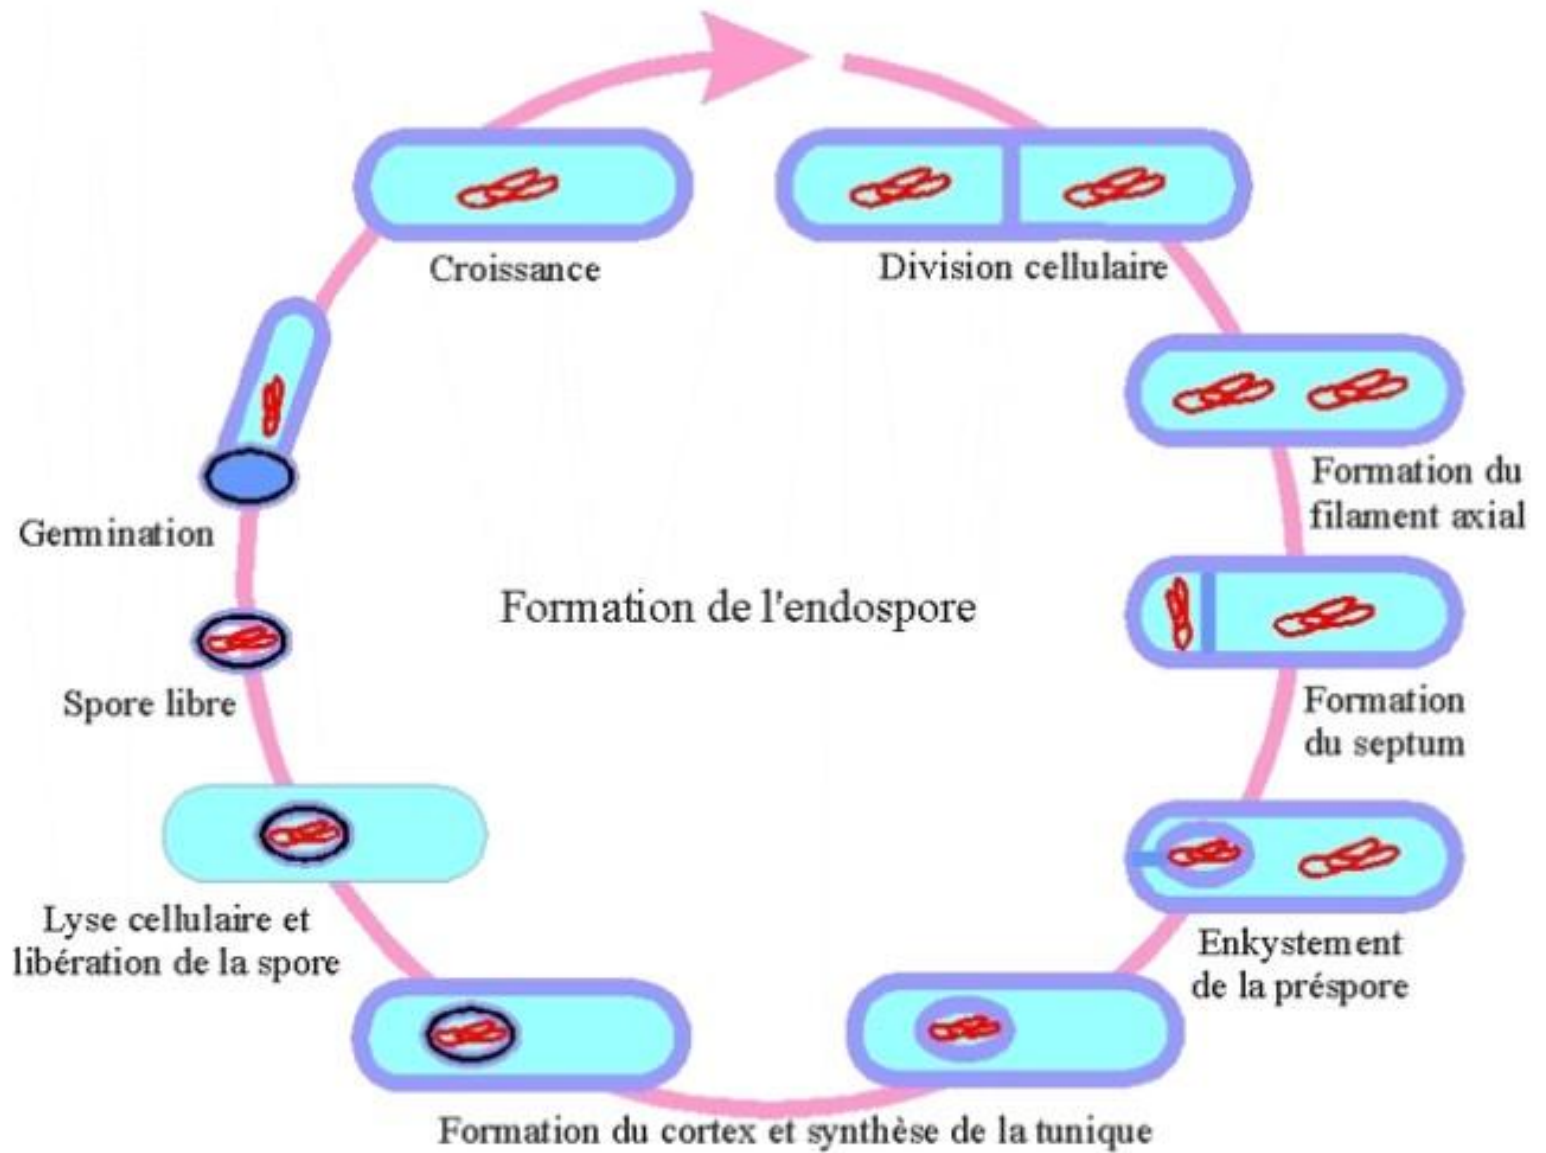 Croissance
Division cellulaire
Formation du
filament axial
Germination
Formation de l'endospore
Spore libre
Formation
du septum
Lyse cellulaire et
libération de la spore
Enkystement
de la préspore
Formation du cortex et synthèse de la tunique